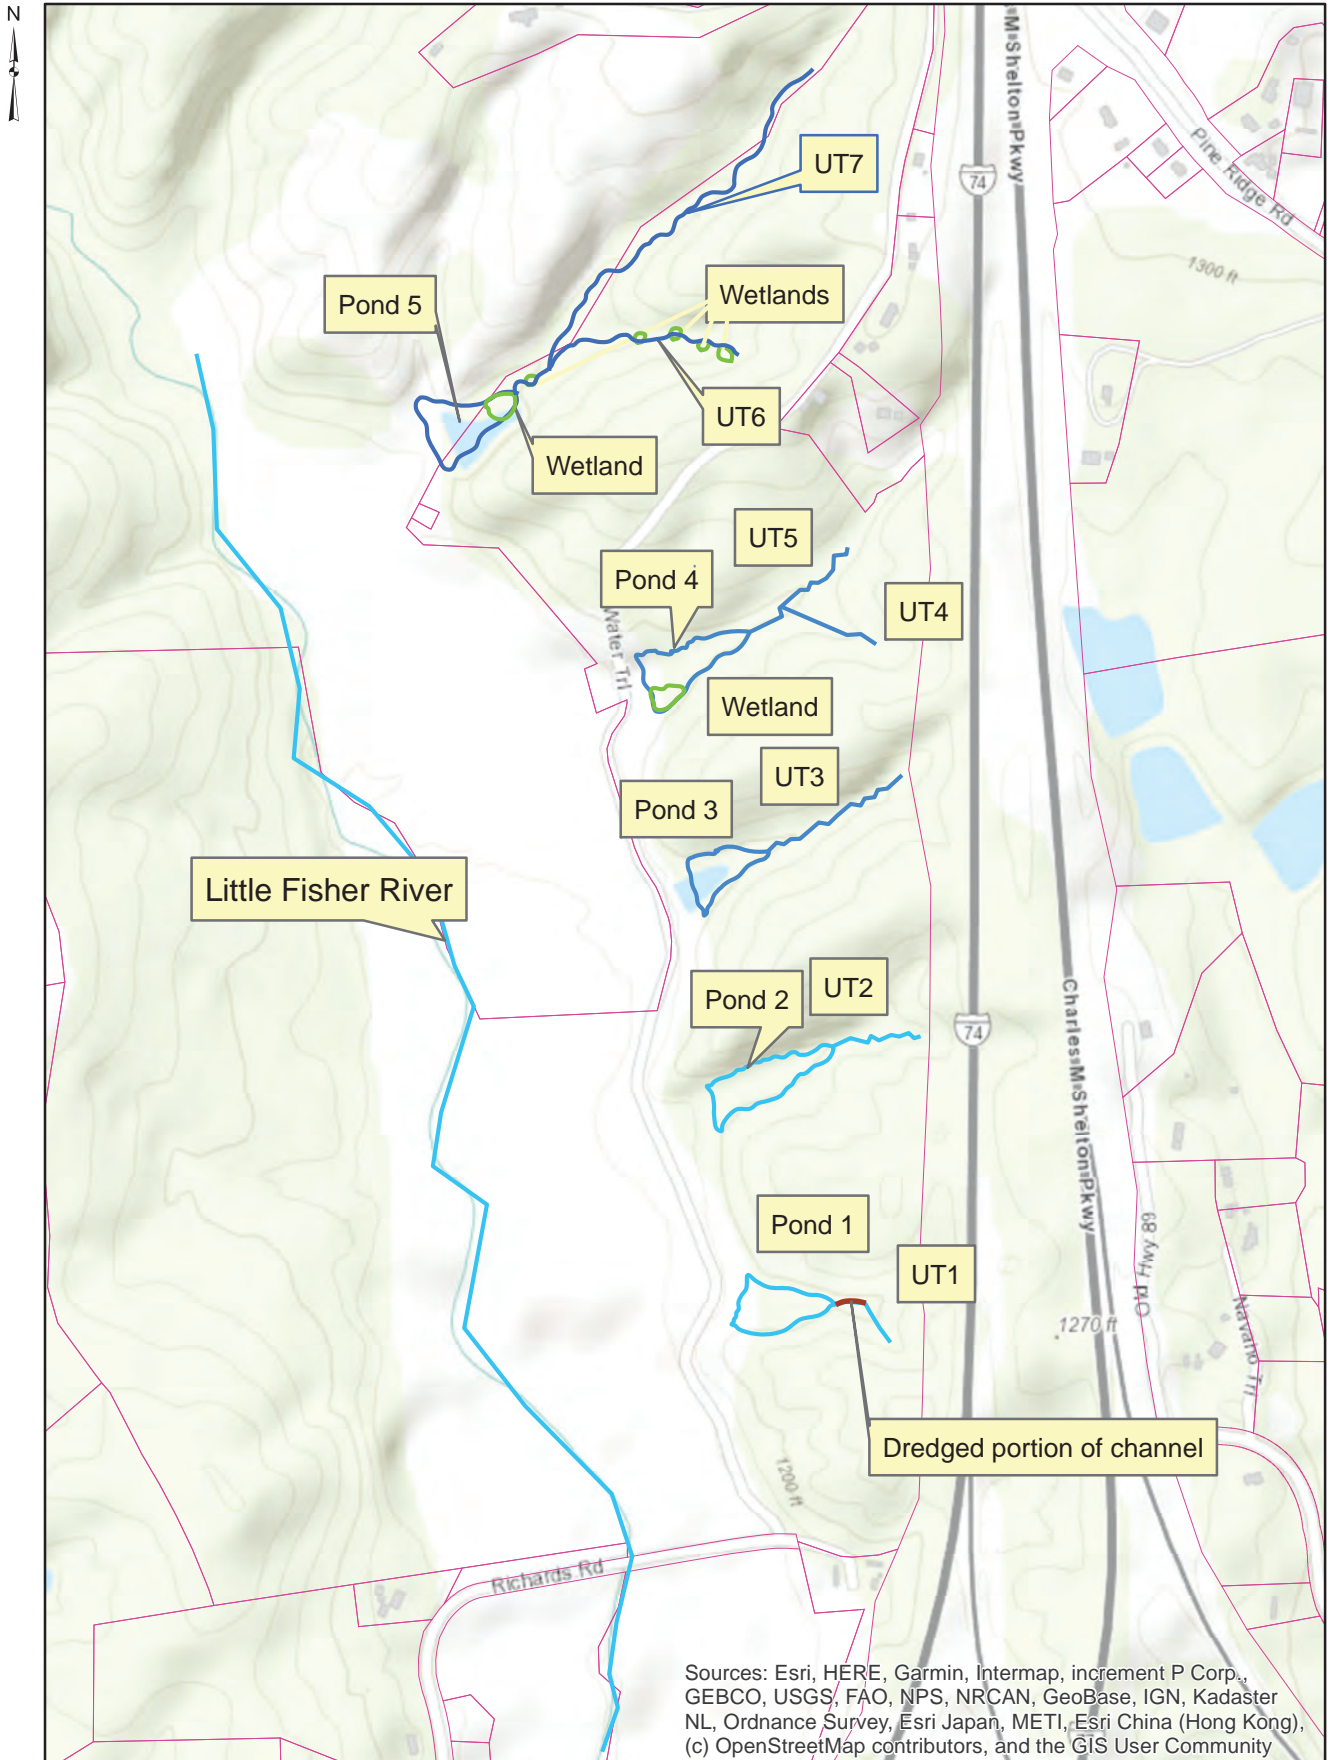 N
M Shelton Pkwy
74
Pine Ridge Rd
UT7
1300 ft
Pond 5
Wetlands
UT6
Wetland
UT5
Pond 4
UT4
Water Trl
Wetland
UT3
Pond 3
Little Fisher River
Pond 2
UT2
74
Charles M Shelton Pkwy
Pond 1
UT1
Old Hwy 89
Navaho Trl
1270 ft
Dredged portion of channel
1200 ft
Richards Rd
Sources: Esri, HERE, Garmin, Intermap, increment P Corp.,
GEBCO, USGS, FAO, NPS, NRCAN, GeoBase, IGN, Kadaster
NL, Ordnance Survey, Esri Japan, METI, Esri China (Hong Kong),
(c) OpenStreetMap contributors, and the GIS User Community